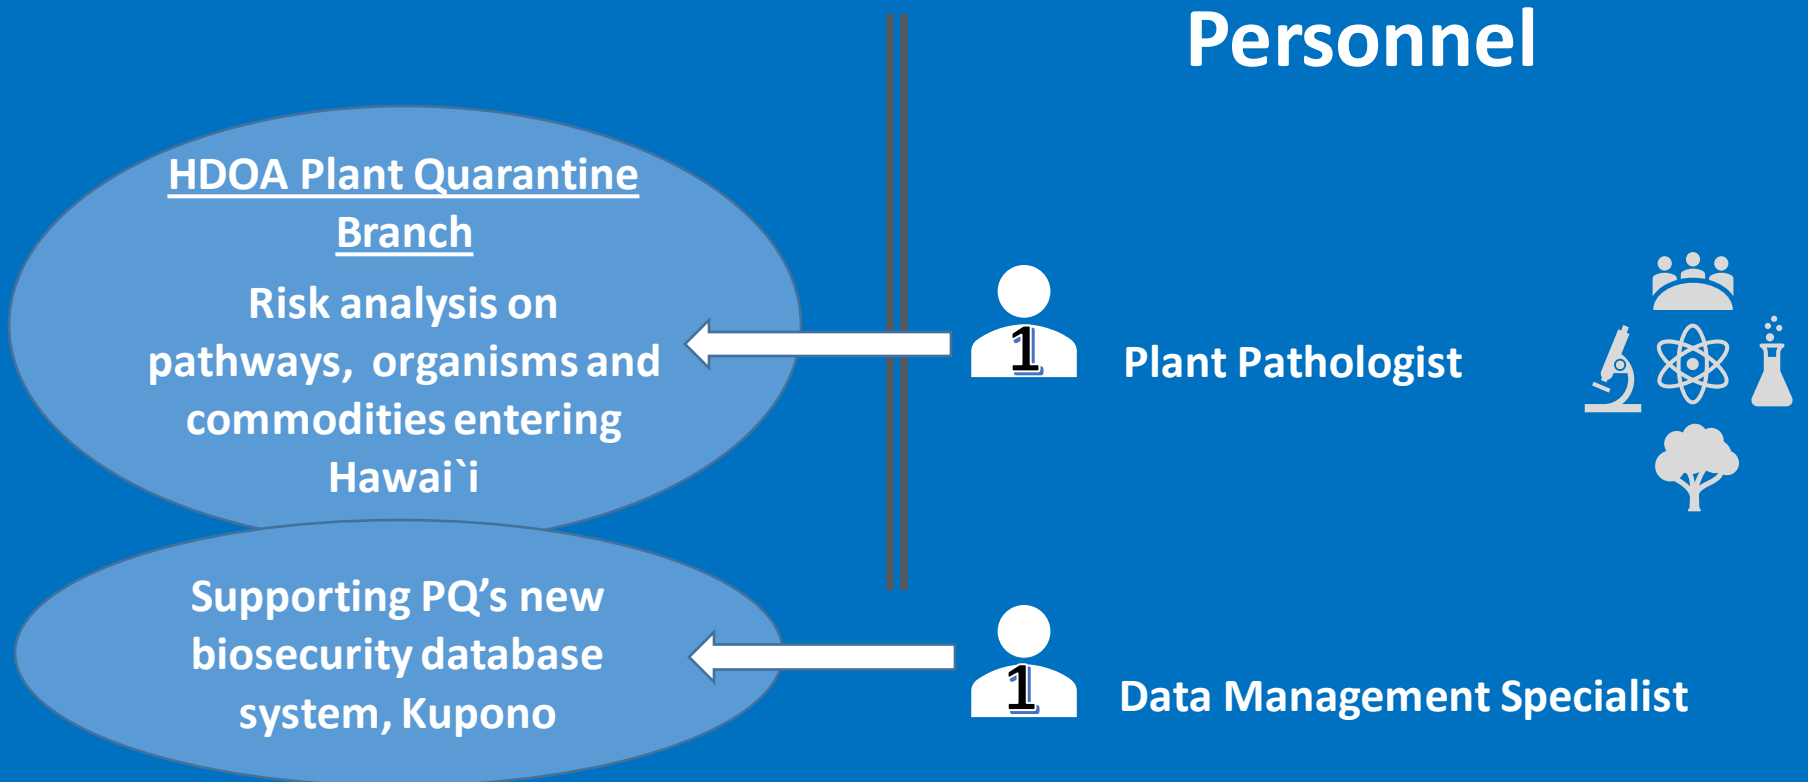 Personnel
HDOA Plant Quarantine
Branch
Risk analysis on
pathways, organisms and
commodities entering
Hawai`i
1
Plant Pathologist
Supporting PQ’s new
biosecurity database
system, Kupono
1
Data Management Specialist